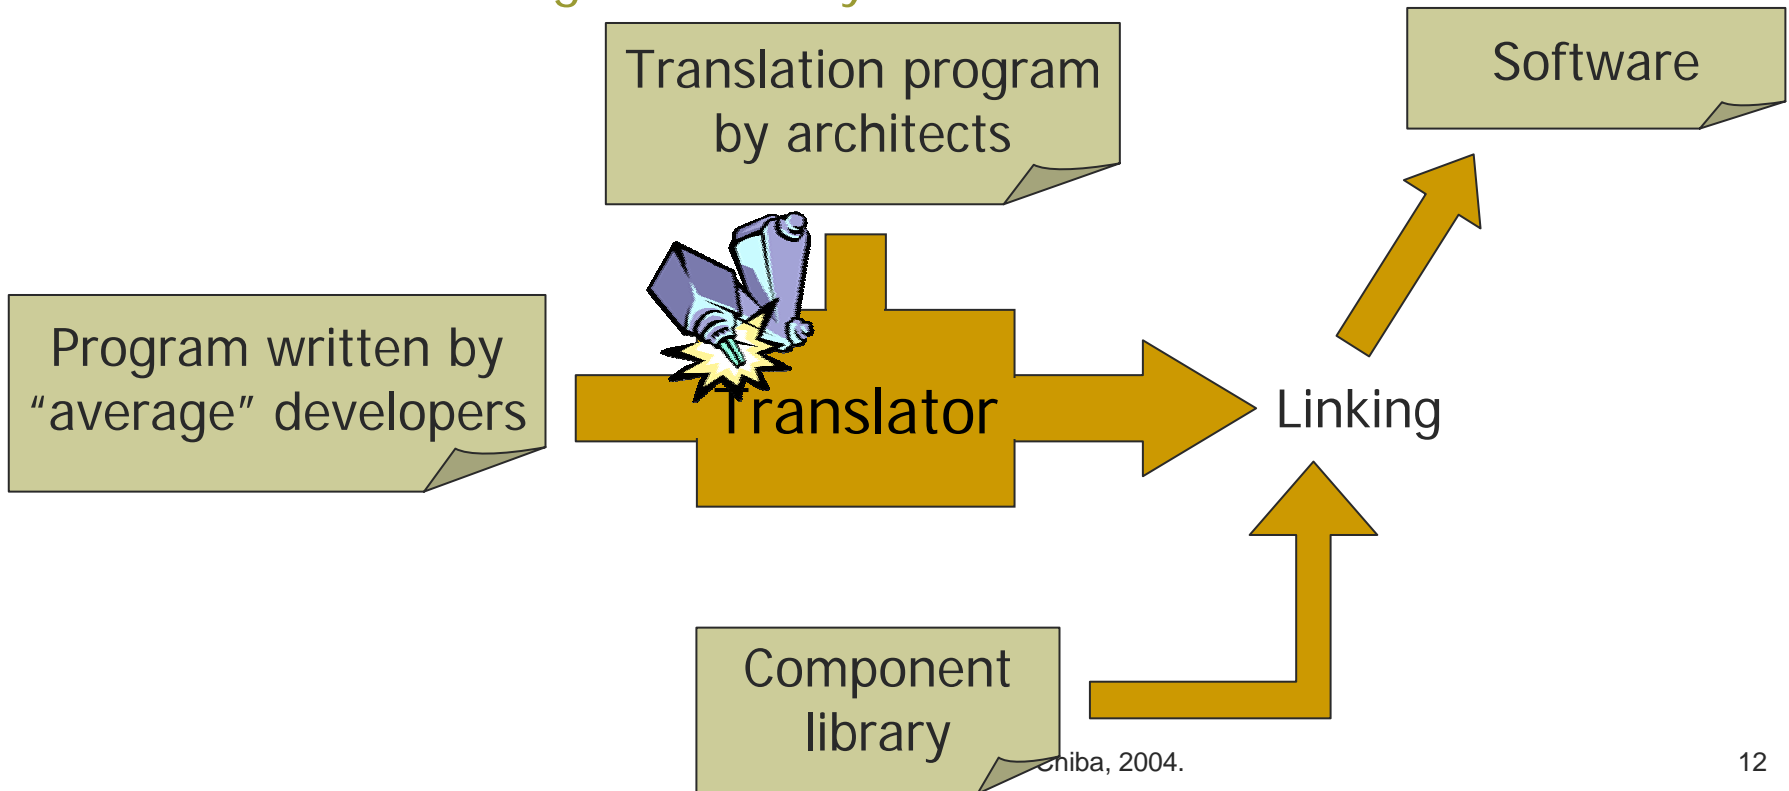 Translation program
by architects
Software
Program written by
“average” developers
Translator
Linking
Component
library
Chiba, 2004.
12